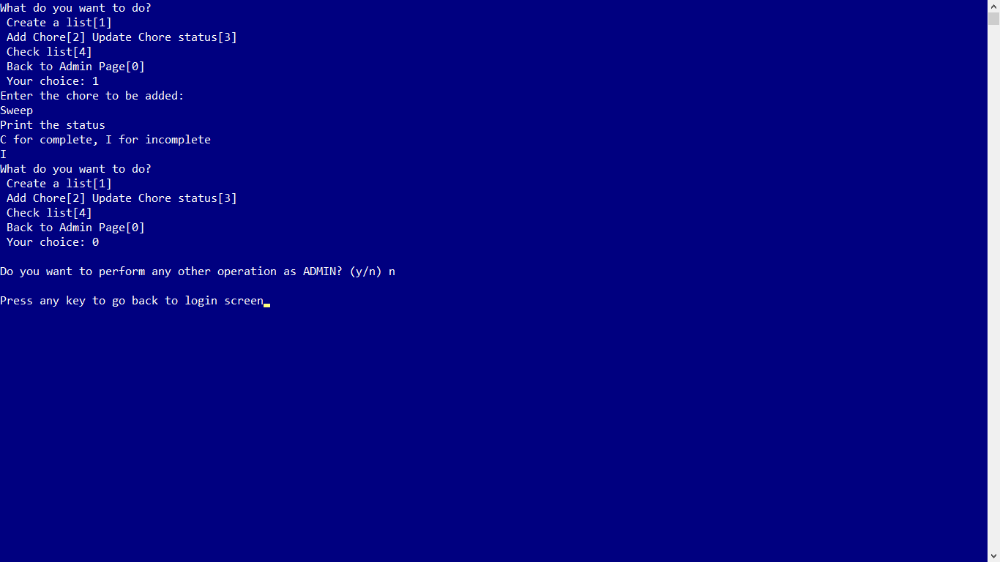 What do you want to do?
Create a list[1]
Add Chore[2] Update Chore status[3]
Check list[4]
Back to Admin Page[0]
Your choice: 1
Enter the chore to be added:
Sweep
Print the status
C for complete, I for incomplete
I
What do you want to do?
Create a list[1]
Add Chore[2] Update Chore status[3]
Check list[4]
Back to Admin Page[0]
Your choice: 0
Do you want to perform any other operation as ADMIN? (y/n) n
Press any key to go back to login screen